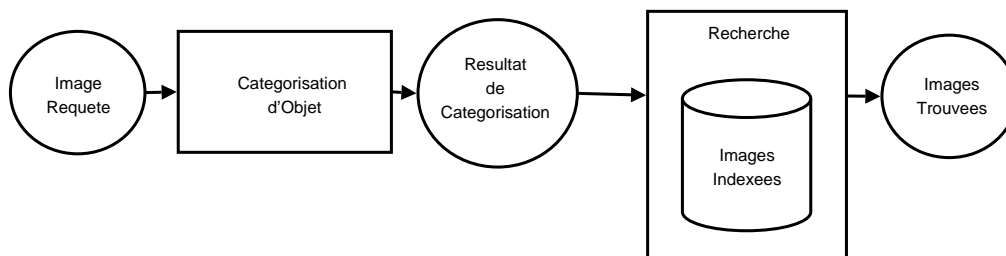 Image
Requete
Categorisation
d'Objet
Resultat
de
Categorisation
Recherche
Images
Indexees
Images
Trouvees